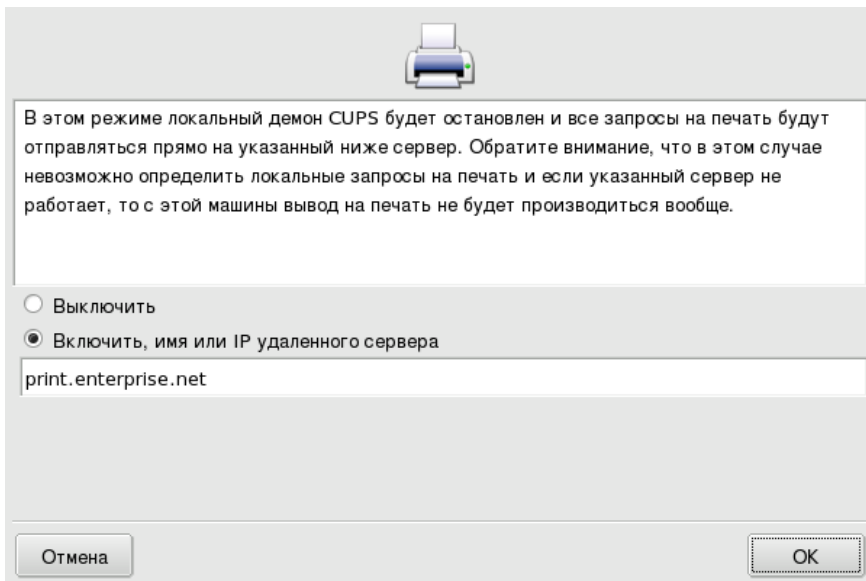 В этом режиме локальный демон CUPS будет остановлен и все запросы на печать будут
отправляться прямо на указанный ниже сервер. Обратите внимание, что в этом случае
невозможно определить локальные запросы на печать и если указанный сервер не
работает, то с этой машины вывод на печать не будет производиться вообще.
Выключить
Включить, имя или IP удаленного сервера
print.enterprise.net
Отмена
OK